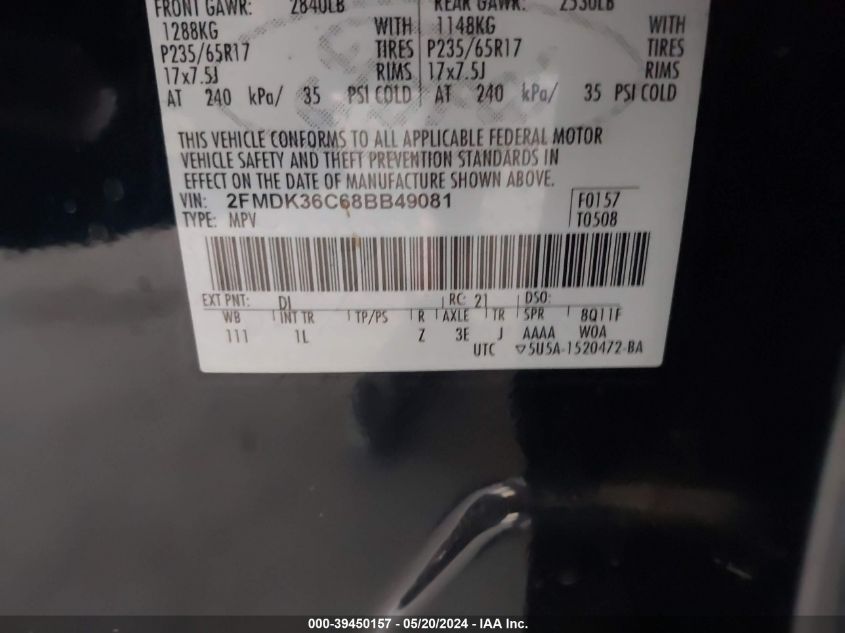 FRONT GAWR: 2840LB REAR GAWR: 2530LB
1288KG WITH 1148KG WITH
P235/65R17 TIRES P235/65R17 TIRES
17x7.5J RIMS 17x7.5J RIMS
AT 240 kPa/ 35 PSI COLD AT 240 kPa/ 35 PSI COLD
THIS VEHICLE CONFORMS TO ALL APPLICABLE FEDERAL MOTOR
VEHICLE SAFETY AND THEFT PREVENTION STANDARDS IN
EFFECT ON THE DATE OF MANUFACTURE SHOWN ABOVE.
VIN: 2FMDK36C68BB49081 F0157
TYPE: MPV T0508
EXT PNT: D1 RC: 21 DSO:
WB INT TR TP/PS R AXLE TR SPR 8Q11F
111 1L Z 3E J AAAA W0A
UTC ▽5U5A-1520472-BA
000-39450157 - 05/20/2024 - IAA Inc.